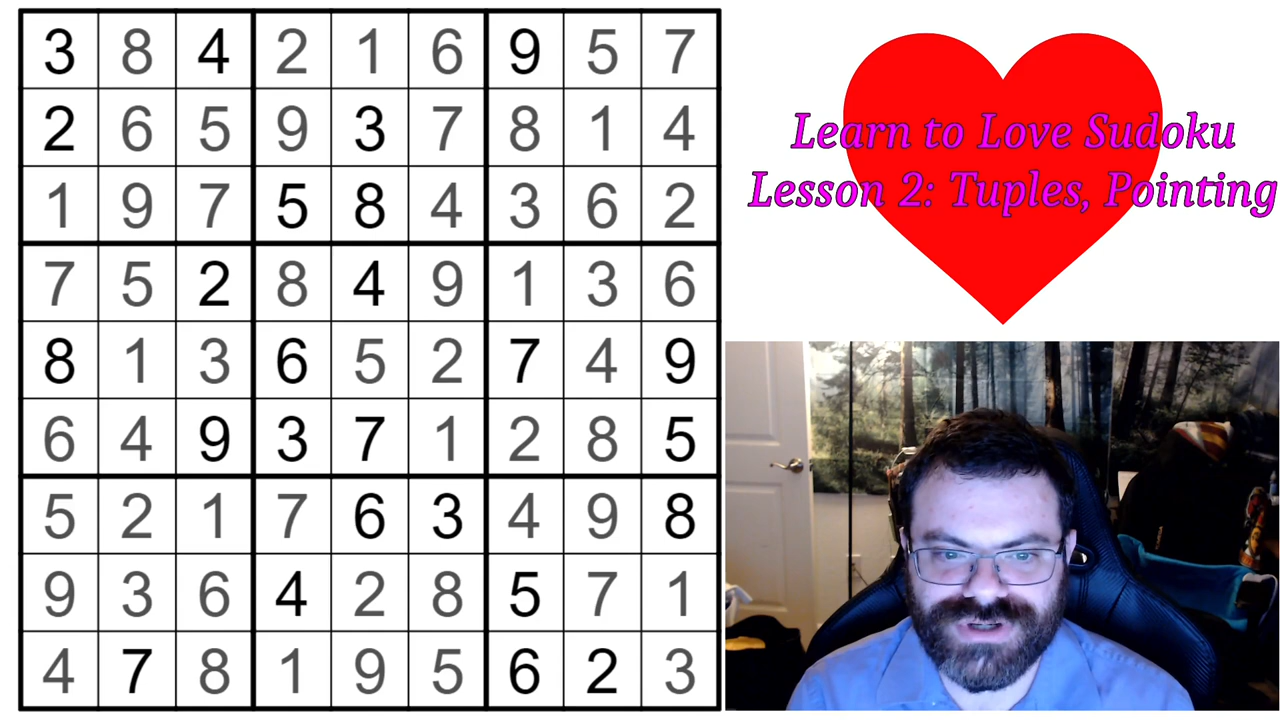 3 8 4 2 1 6 9 5 7
2 6 5 9 3 7 8 1 4
1 9 7 5 8 4 3 6 2
7 5 2 8 4 9 1 3 6
8 1 3 6 5 2 7 4 9
6 4 9 3 7 1 2 8 5
5 2 1 7 6 3 4 9 8
9 3 6 4 2 8 5 7 1
4 7 8 1 9 5 6 2 3
Learn to Love Sudoku
Lesson 2: Tuples, Pointing